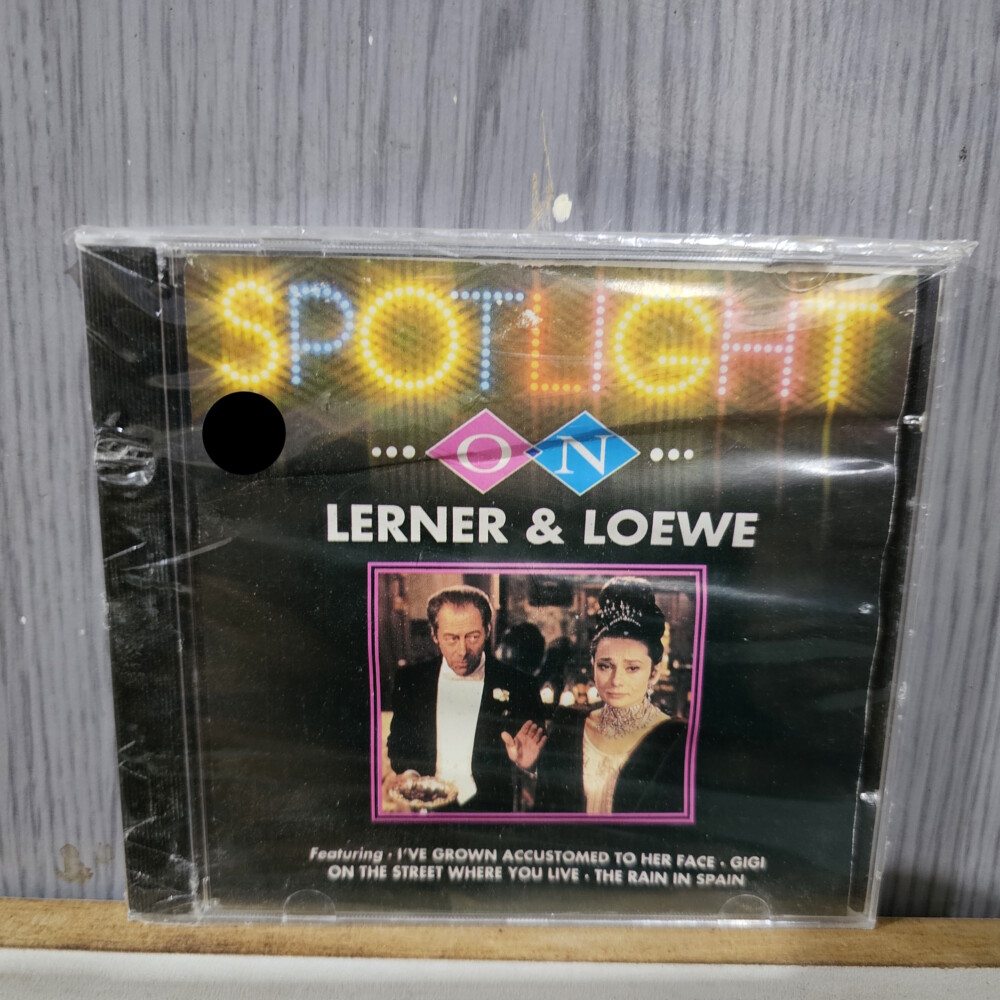 SPOTLIGHT
...O·N...
LERNER & LOEWE
Featuring · I'VE GROWN ACCUSTOMED TO HER FACE · GIGI
ON THE STREET WHERE YOU LIVE · THE RAIN IN SPAIN